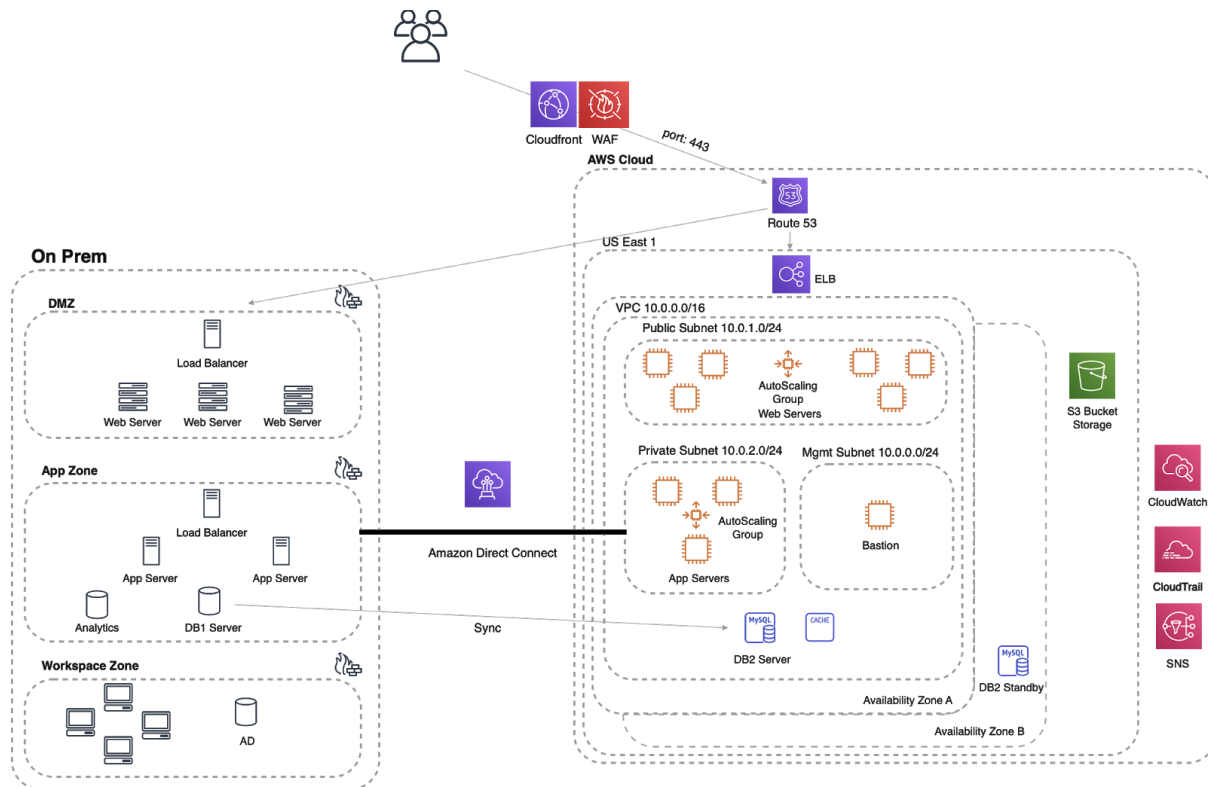 Cloudfront
WAF
port: 443
AWS Cloud
53
Route 53
US East 1
ELB
On Prem
DMZ
Load Balancer
Web Server
Web Server
Web Server
App Zone
Load Balancer
App Server
App Server
Analytics
DB1 Server
Workspace Zone
AD
Amazon Direct Connect
Sync
VPC 10.0.0.0/16
Public Subnet 10.0.1.0/24
AutoScaling
Group
Web Servers
Private Subnet 10.0.2.0/24
AutoScaling
Group
App Servers
Mgmt Subnet 10.0.0.0/24
Bastion
MySQL
DB2 Server
CACHE
Availability Zone A
MySQL
DB2 Standby
Availability Zone B
S3 Bucket
Storage
CloudWatch
CloudTrail
SNS